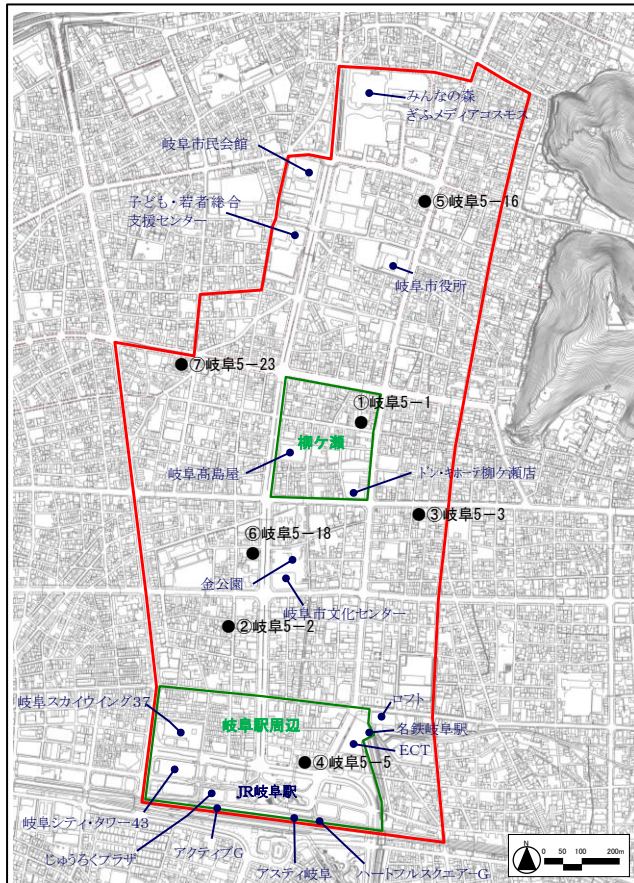 みんなの森
ぎふメディアコスモス
岐阜市民会館
子ども・若者総合
支援センター
⑤岐阜5－16
岐阜市役所
⑦岐阜5－23
①岐阜5－1
柳ケ瀬
岐阜髙島屋
ドン・キホーテ柳ケ瀬店
③岐阜5－3
⑥岐阜5－18
金公園
岐阜市文化センター
②岐阜5－2
岐阜スカイウイング37
岐阜駅周辺
ロフト
名鉄岐阜駅
ECT
④岐阜5－5
JR岐阜駅
岐阜シティ・タワー43
じゅうろくプラザ
アクティブG
アスティ岐阜
ハートフルスクエアーG
N
0 50 100 200m